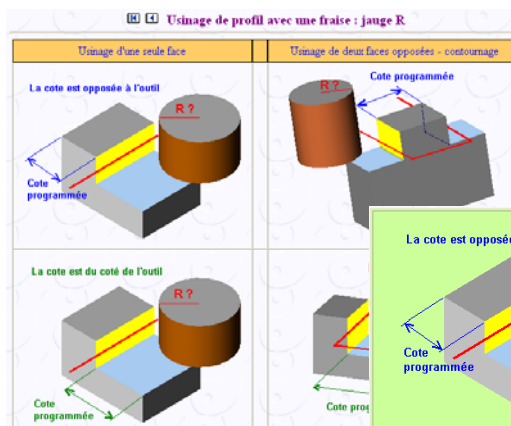 Usinage de profil avec une fraise : jauge R
Usinage d'une seule face
Usinage de deux faces opposées - contournage
La cote est opposée à l'outil
R ?
Cote
programmée
R ?
Cote programmée
La cote est du coté de l'outil
R ?
Cote
programmée
Cote
La cote est opposée
Cote
programmée